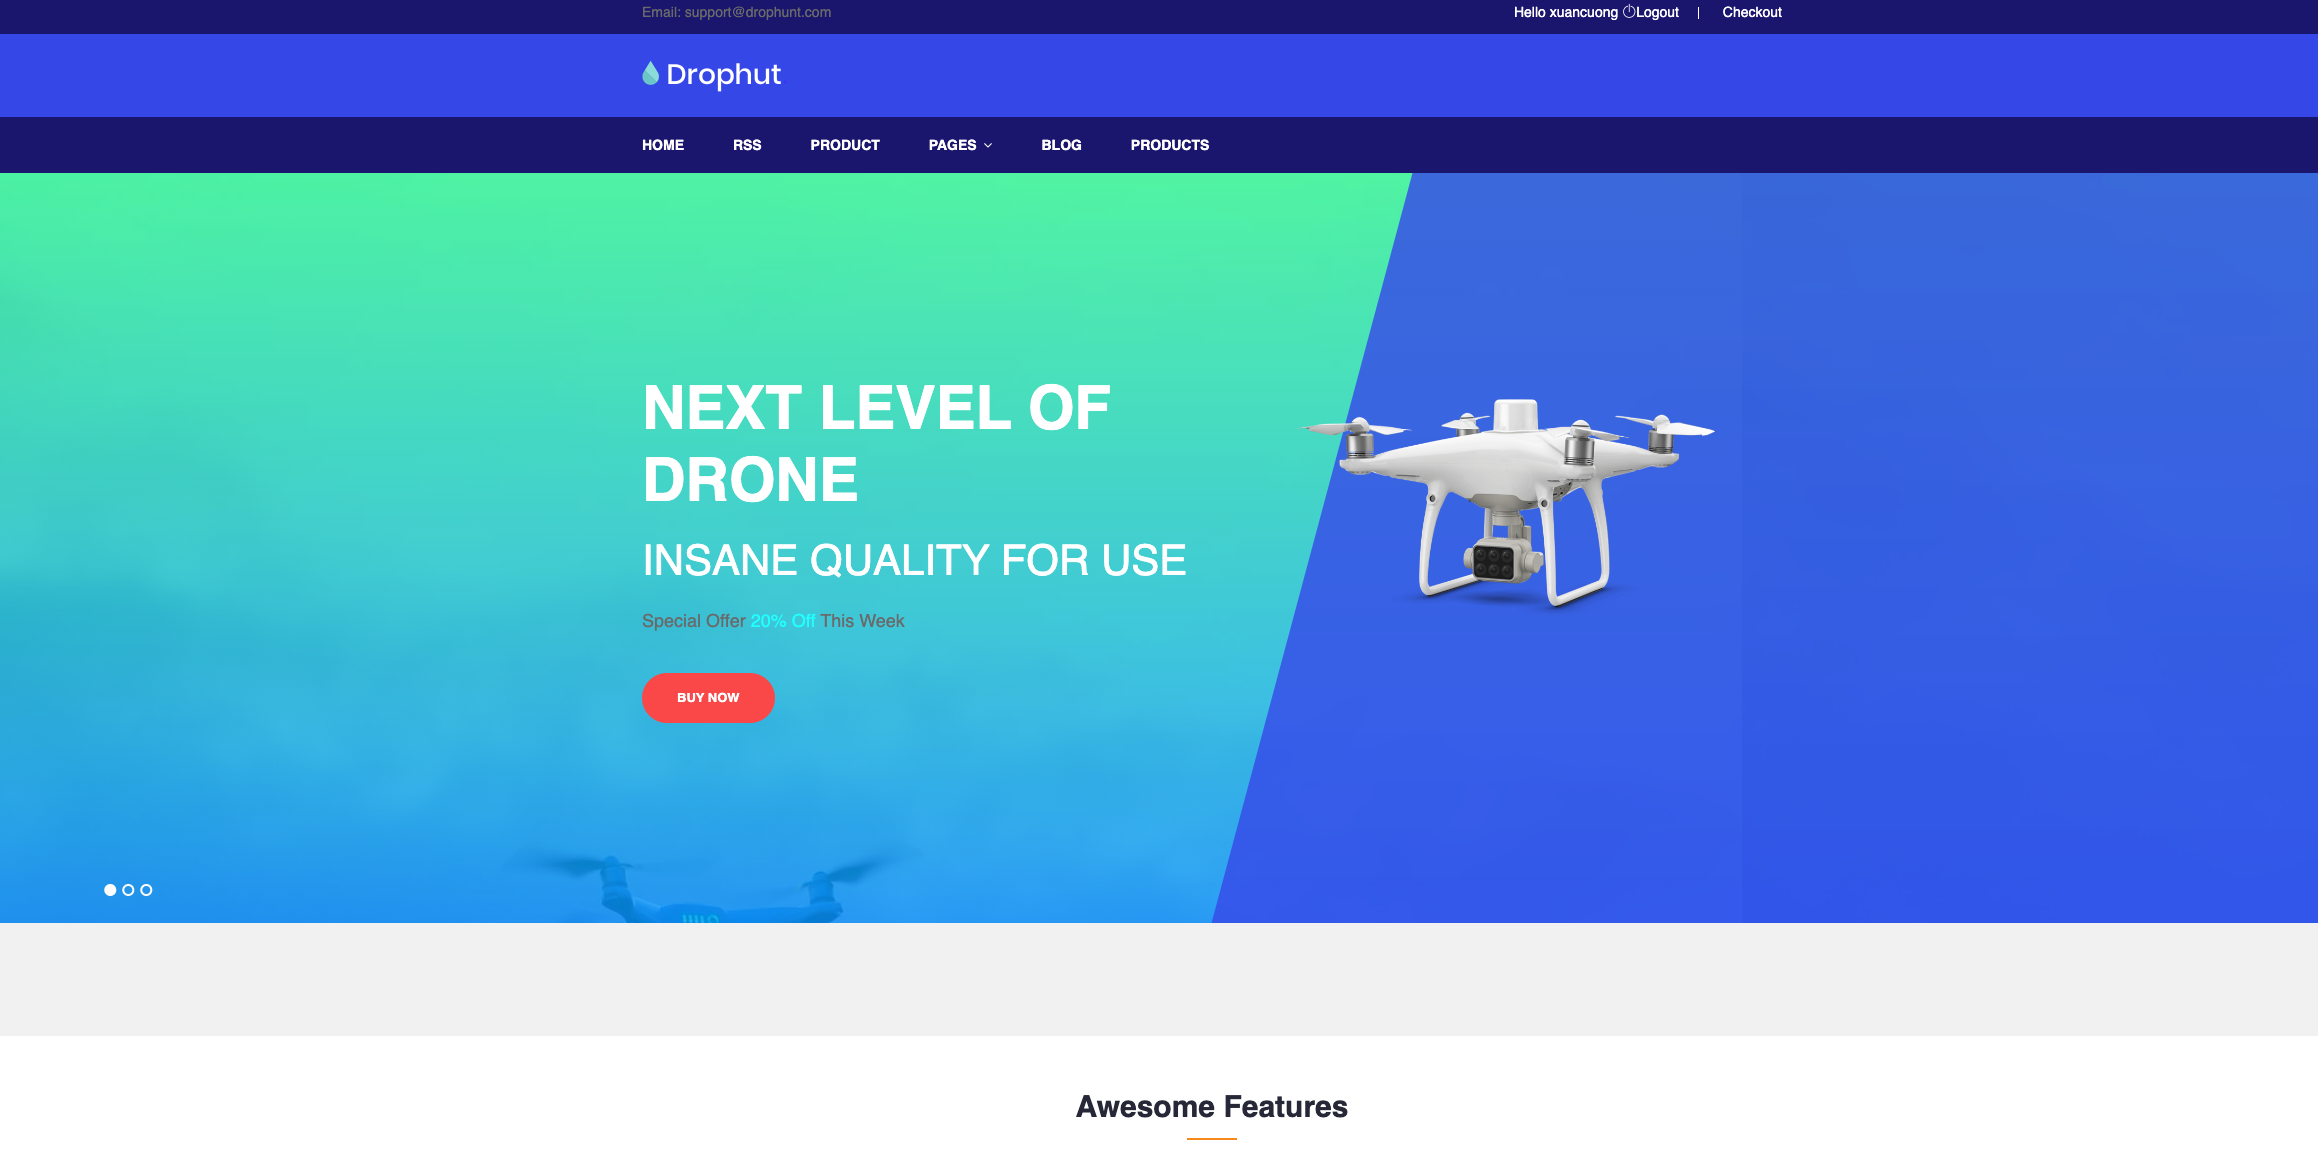 Email: support@drophunt.com
Hello xuancuong Logout | Checkout
Drophut
HOME RSS PRODUCT PAGES BLOG PRODUCTS
NEXT LEVEL OF
DRONE
INSANE QUALITY FOR USE
Special Offer 20% Off This Week
BUY NOW
Awesome Features